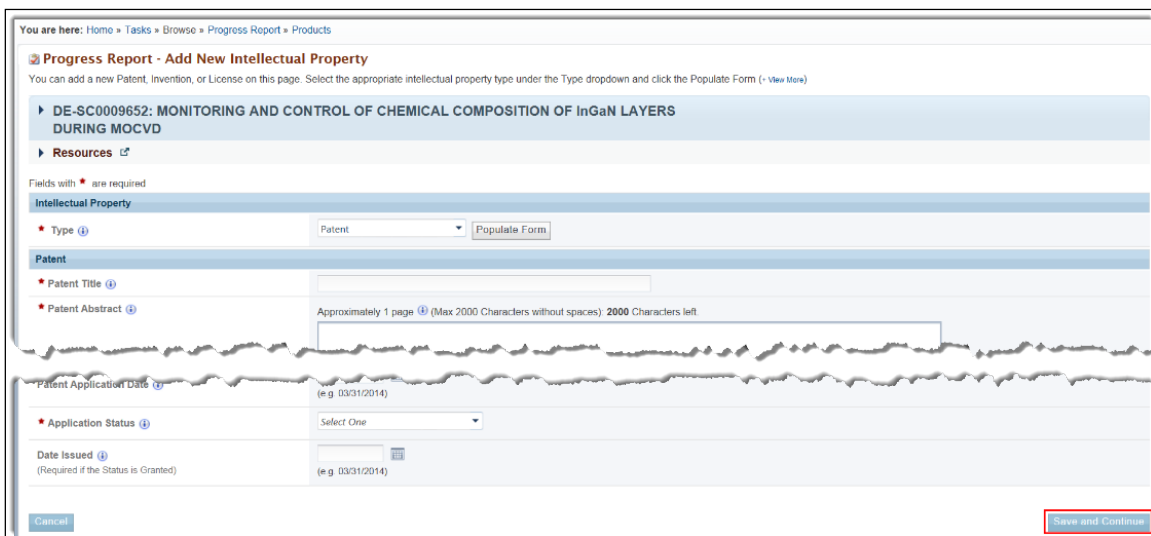 You are here: Home » Tasks » Browse » Progress Report » Products
Progress Report - Add New Intellectual Property
You can add a new Patent, Invention, or License on this page. Select the appropriate intellectual property type under the Type dropdown and click the Populate Form (+ View More)
DE-SC0009652: MONITORING AND CONTROL OF CHEMICAL COMPOSITION OF InGaN LAYERS
DURING MOCVD
Resources
Fields with * are required
Intellectual Property
* Type Patent Populate Form
Patent
* Patent Title
* Patent Abstract Approximately 1 page (Max 2000 Characters without spaces): 2000 Characters left.
Patent Application Date
(e.g. 03/31/2014)
* Application Status Select One
Date Issued
(Required if the Status is Granted) (e.g. 03/31/2014)
Cancel Save and Continue